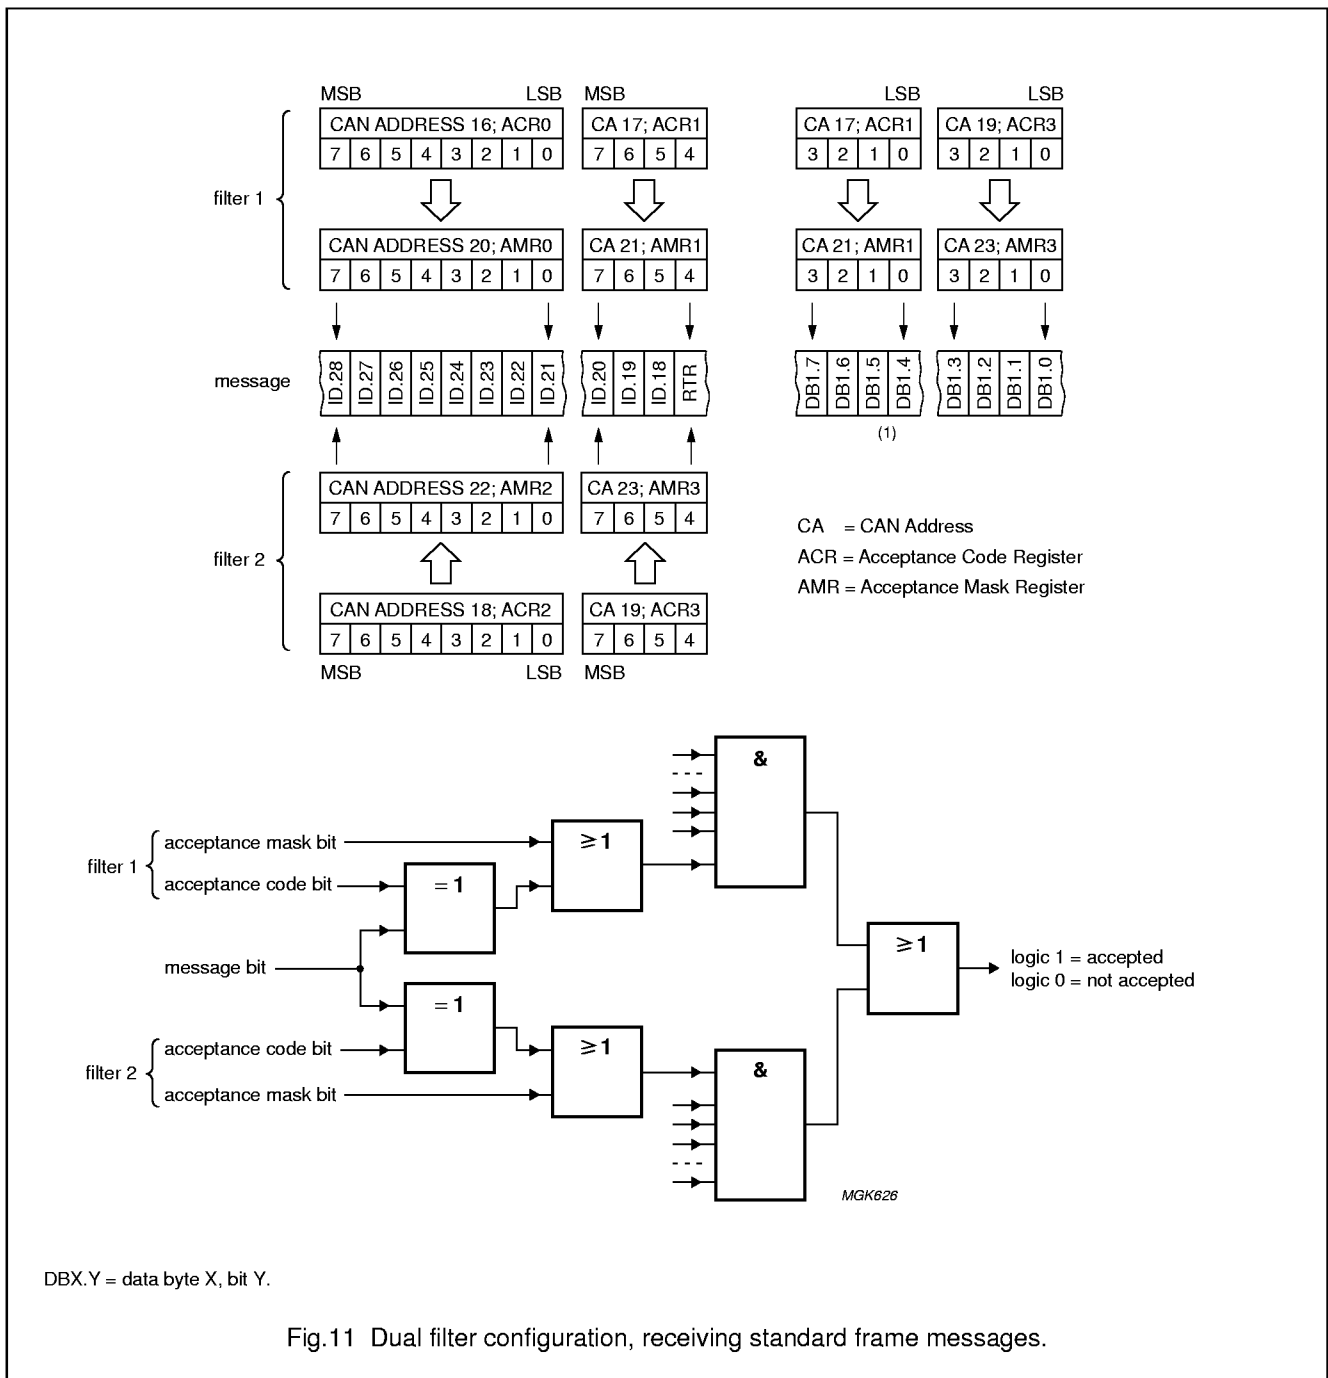 MSB LSB MSB LSB LSB
CAN ADDRESS 16; ACR0 CA 17; ACR1 CA 17; ACR1 CA 19; ACR3
7 6 5 4 3 2 1 0 7 6 5 4 3 2 1 0 3 2 1 0
filter 1
CAN ADDRESS 20; AMR0 CA 21; AMR1 CA 21; AMR1 CA 23; AMR3
7 6 5 4 3 2 1 0 7 6 5 4 3 2 1 0 3 2 1 0
message ID.28 ID.27 ID.26 ID.25 ID.24 ID.23 ID.22 ID.21 ID.20 ID.19 ID.18 RTR DB1.7 DB1.6 DB1.5 DB1.4 DB1.3 DB1.2 DB1.1 DB1.0
(1)
CAN ADDRESS 22; AMR2 CA 23; AMR3
7 6 5 4 3 2 1 0 7 6 5 4
filter 2
CAN ADDRESS 18; ACR2 CA 19; ACR3
7 6 5 4 3 2 1 0 7 6 5 4
MSB LSB MSB
CA = CAN Address
ACR = Acceptance Code Register
AMR = Acceptance Mask Register
&
filter 1
acceptance mask bit
≥1
acceptance code bit
= 1
message bit
≥1
logic 1 = accepted
logic 0 = not accepted
= 1
filter 2
acceptance code bit
≥1
acceptance mask bit
&
MGK626
DBX.Y = data byte X, bit Y.
Fig.11 Dual filter configuration, receiving standard frame messages.